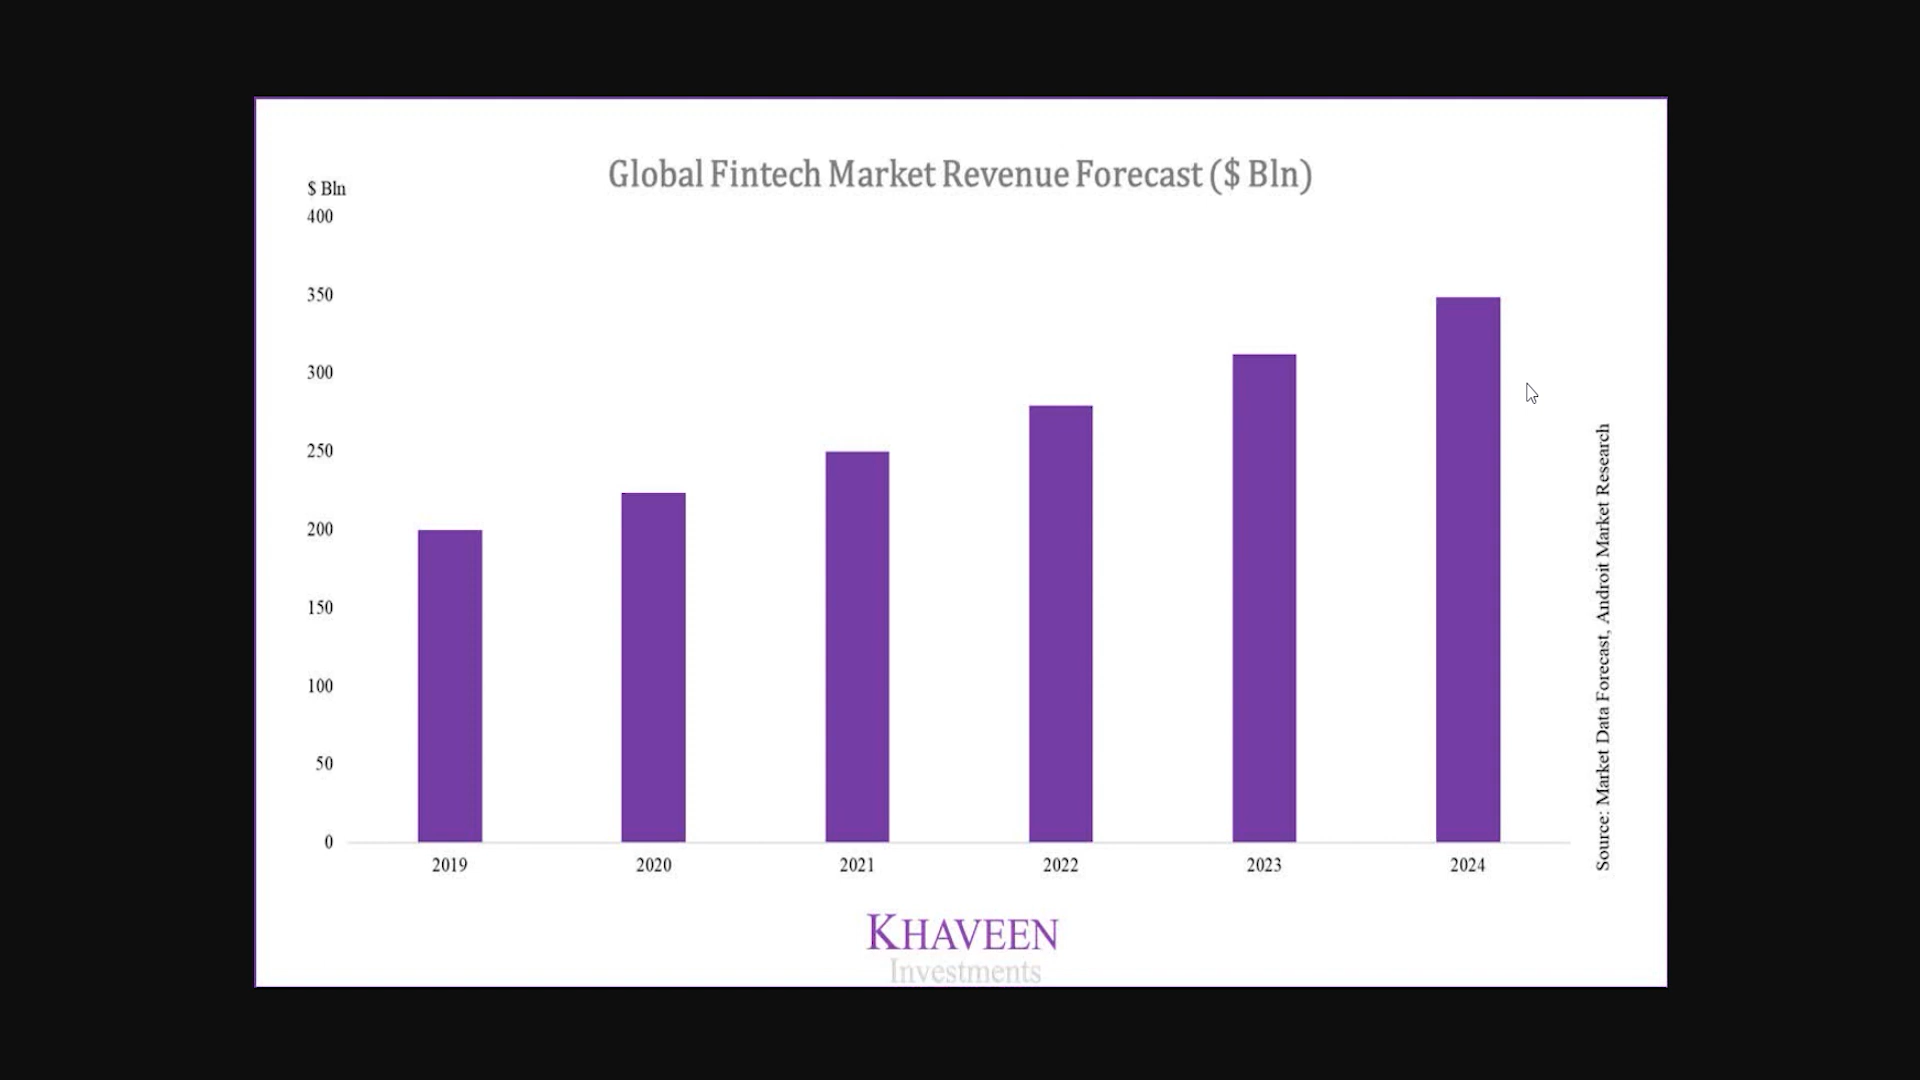 Global Fintech Market Revenue Forecast ($ Bln)
$ Bln
400
350
300
250
200
150
100
50
0
2019 2020 2021 2022 2023 2024
Source: Market Data Forecast, Androit Market Research
KHAVEEN
Investments